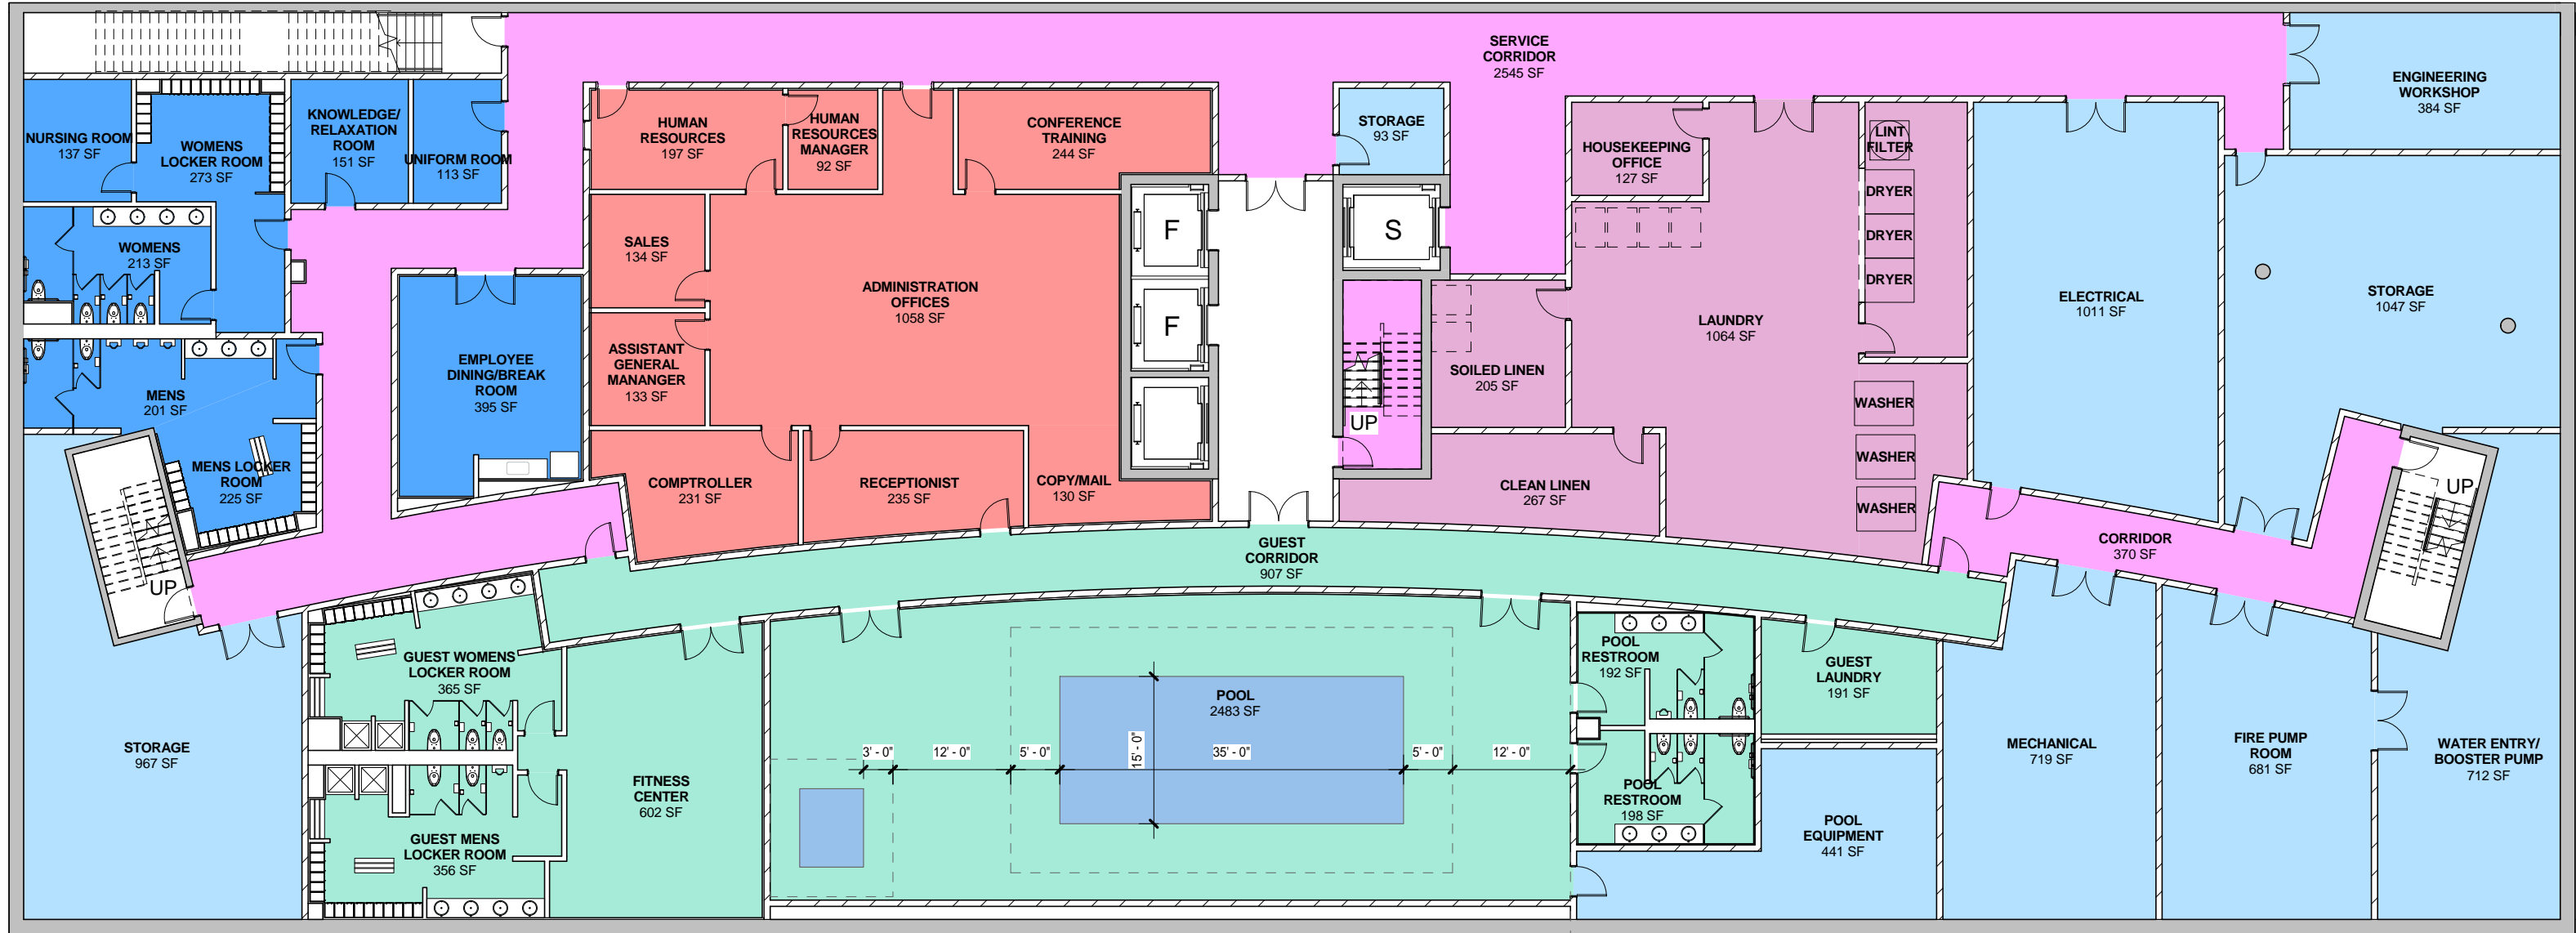 SERVICE
CORRIDOR
2545 SF
ENGINEERING
WORKSHOP
384 SF
NURSING ROOM
137 SF
WOMENS
LOCKER ROOM
273 SF
KNOWLEDGE/
RELAXATION
ROOM
151 SF
UNIFORM ROOM
113 SF
HUMAN
RESOURCES
197 SF
HUMAN
RESOURCES
MANAGER
92 SF
CONFERENCE
TRAINING
244 SF
STORAGE
93 SF
HOUSEKEEPING
OFFICE
127 SF
LINT
FILTER
DRYER
DRYER
DRYER
WOMENS
213 SF
SALES
134 SF
ADMINISTRATION
OFFICES
1058 SF
F
F
S
UP
LAUNDRY
1064 SF
ELECTRICAL
1011 SF
STORAGE
1047 SF
MENS
201 SF
EMPLOYEE
DINING/BREAK
ROOM
395 SF
ASSISTANT
GENERAL
MANANGER
133 SF
SOILED LINEN
205 SF
WASHER
WASHER
WASHER
MENS LOCKER
ROOM
225 SF
COMPTROLLER
231 SF
RECEPTIONIST
235 SF
COPY/MAIL
130 SF
CLEAN LINEN
267 SF
UP
UP
GUEST
CORRIDOR
907 SF
CORRIDOR
370 SF
GUEST WOMENS
LOCKER ROOM
365 SF
POOL
2483 SF
POOL
RESTROOM
192 SF
GUEST
LAUNDRY
191 SF
STORAGE
967 SF
3' - 0"
12' - 0"
5' - 0"
15' - 0"
35' - 0"
5' - 0"
12' - 0"
MECHANICAL
719 SF
FIRE PUMP
ROOM
681 SF
WATER ENTRY/
BOOSTER PUMP
712 SF
FITNESS
CENTER
602 SF
POOL
RESTROOM
198 SF
GUEST MENS
LOCKER ROOM
356 SF
POOL
EQUIPMENT
441 SF